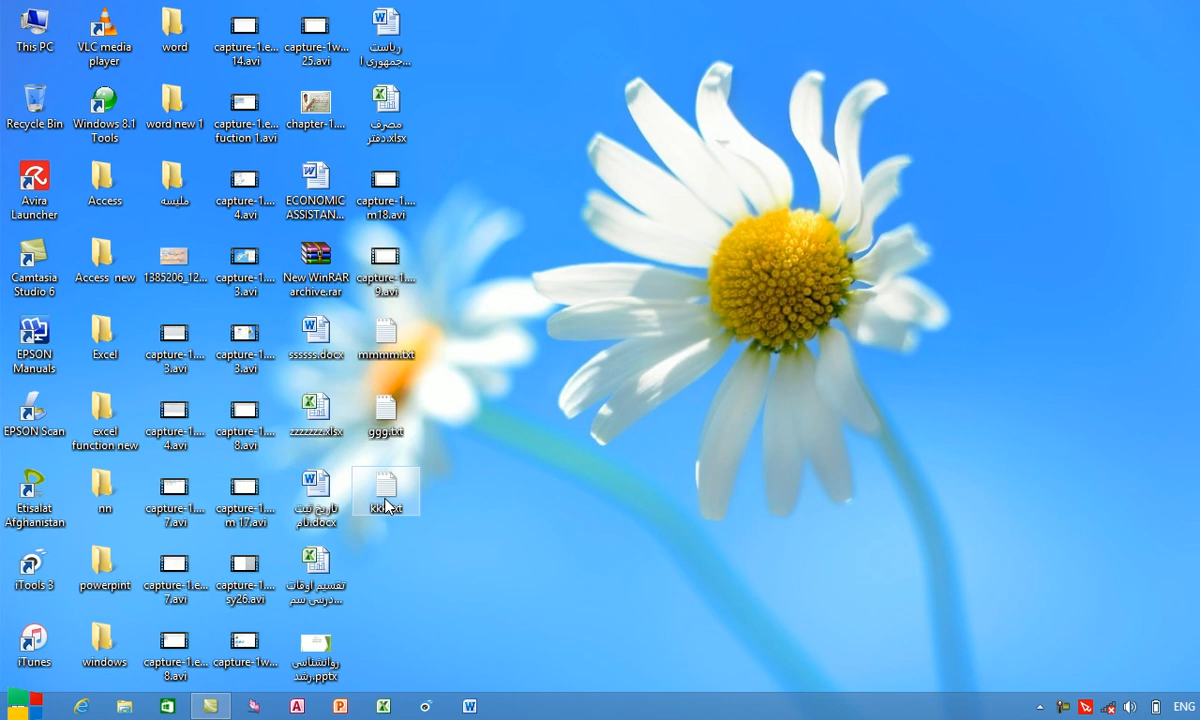 This PC
VLC media
player
word
capture-1.e...
14.avi
capture-1w...
25.avi
ریاست
جمهوری ا...
Recycle Bin
Windows 8.1
Tools
word new 1
capture-1.e...
fuction 1.avi
chapter-1....
مصرف
دفتر.xlsx
Avira
Launcher
Access
ملیسه
capture-1....
4.avi
ECONOMIC
ASSISTAN...
capture-1....
m18.avi
Camtasia
Studio 6
Access new
1385206_12...
capture-1....
3.avi
New WinRAR
archive.rar
capture-1....
9.avi
EPSON
Manuals
Excel
capture-1....
3.avi
capture-1....
3.avi
ssssss.docx
mmmm.txt
EPSON Scan
excel
function new
capture-1....
4.avi
capture-1....
8.avi
zzzzzzz.xlsx
ggg.txt
Etisalat
Afghanistan
nn
capture-1....
7.avi
capture-1....
m 17.avi
تاریخ ثبت
نام.docx
iTools 3
powerpint
capture-1.e...
7.avi
capture-1....
sy26.avi
تقسیم اوقات
درسی سم...
iTunes
windows
capture-1.e...
8.avi
capture-1w...
روانشناسی
رشد.pptx
ENG